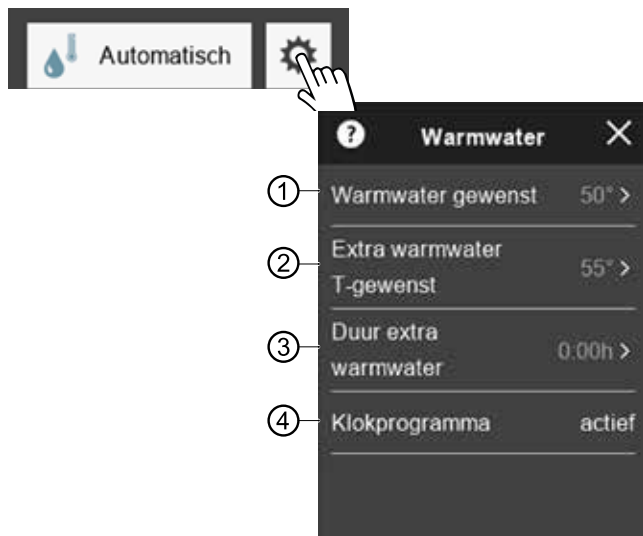 Automatisch
? Warmwater
1 Warmwater gewenst 50° >
2 Extra warmwater
T-gewenst 55° >
3 Duur extra
warmwater 0:00h >
4 Klokprogramma actief